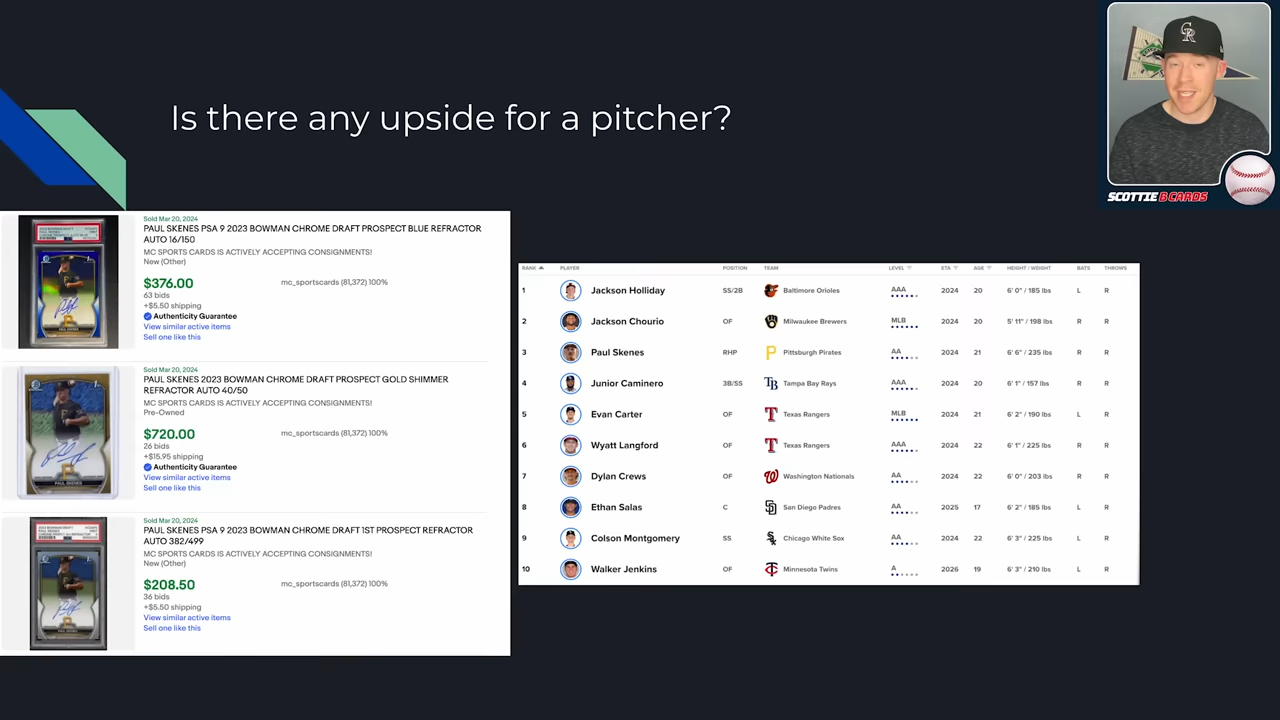 Is there any upside for a pitcher?
SCOTTIE B CARDS
Sold Mar 20, 2024
PAUL SKENES PSA 9 2023 BOWMAN CHROME DRAFT PROSPECT BLUE REFRACTOR
AUTO 16/150
MC SPORTS CARDS IS ACTIVELY ACCEPTING CONSIGNMENTS!
New (Other)
$376.00 mc_sportscards (81,372) 100%
63 bids
+$5.50 shipping
Authenticity Guarantee
View similar active items
Sell one like this
Sold Mar 20, 2024
PAUL SKENES 2023 BOWMAN CHROME DRAFT PROSPECT GOLD SHIMMER
REFRACTOR AUTO 40/50
MC SPORTS CARDS IS ACTIVELY ACCEPTING CONSIGNMENTS!
Pre-Owned
$720.00 mc_sportscards (81,372) 100%
26 bids
+$15.95 shipping
Authenticity Guarantee
View similar active items
Sell one like this
Sold Mar 20, 2024
PAUL SKENES PSA 9 2023 BOWMAN CHROME DRAFT 1ST PROSPECT REFRACTOR
AUTO 382/499
MC SPORTS CARDS IS ACTIVELY ACCEPTING CONSIGNMENTS!
New (Other)
$208.50 mc_sportscards (81,372) 100%
36 bids
+$5.50 shipping
View similar active items
Sell one like this
RANK PLAYER POSITION TEAM LEVEL ETA AGE HEIGHT / WEIGHT BATS THROWS
1 Jackson Holliday SS/2B Baltimore Orioles AAA 2024 20 6' 0" / 185 lbs L R
2 Jackson Chourio OF Milwaukee Brewers MLB 2024 20 5' 11" / 198 lbs R R
3 Paul Skenes RHP Pittsburgh Pirates AA 2024 21 6' 6" / 235 lbs R R
4 Junior Caminero 3B/SS Tampa Bay Rays AAA 2024 20 6' 1" / 157 lbs R R
5 Evan Carter OF Texas Rangers MLB 2024 21 6' 2" / 190 lbs L R
6 Wyatt Langford OF Texas Rangers AAA 2024 22 6' 1" / 225 lbs R R
7 Dylan Crews OF Washington Nationals AA 2024 22 6' 0" / 203 lbs R R
8 Ethan Salas C San Diego Padres AA 2025 17 6' 2" / 185 lbs L R
9 Colson Montgomery SS Chicago White Sox AA 2024 22 6' 3" / 225 lbs L R
10 Walker Jenkins OF Minnesota Twins A 2026 19 6' 3" / 210 lbs L R